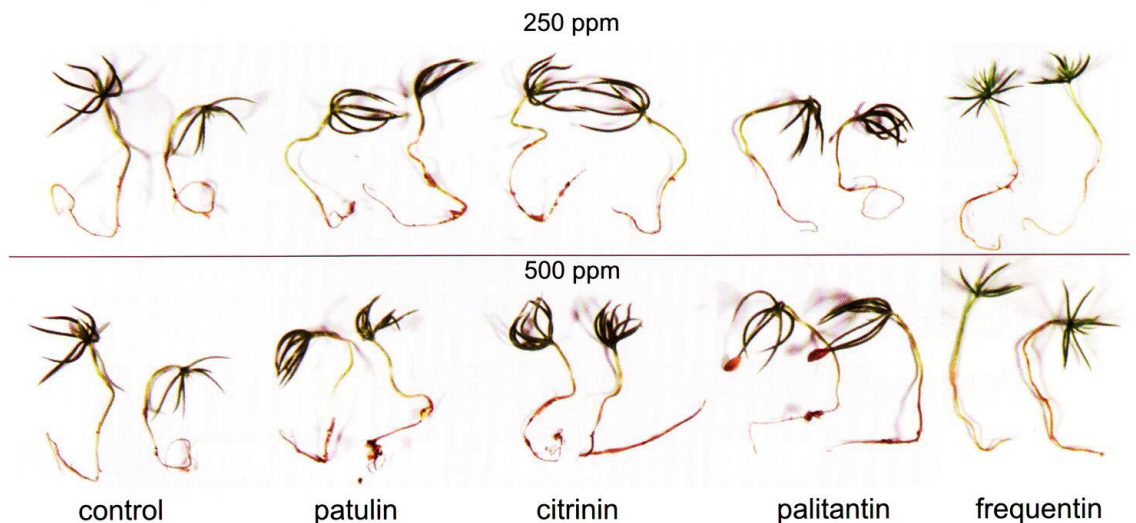 250 ppm
500 ppm
control patulin citrinin palitantin frequentin